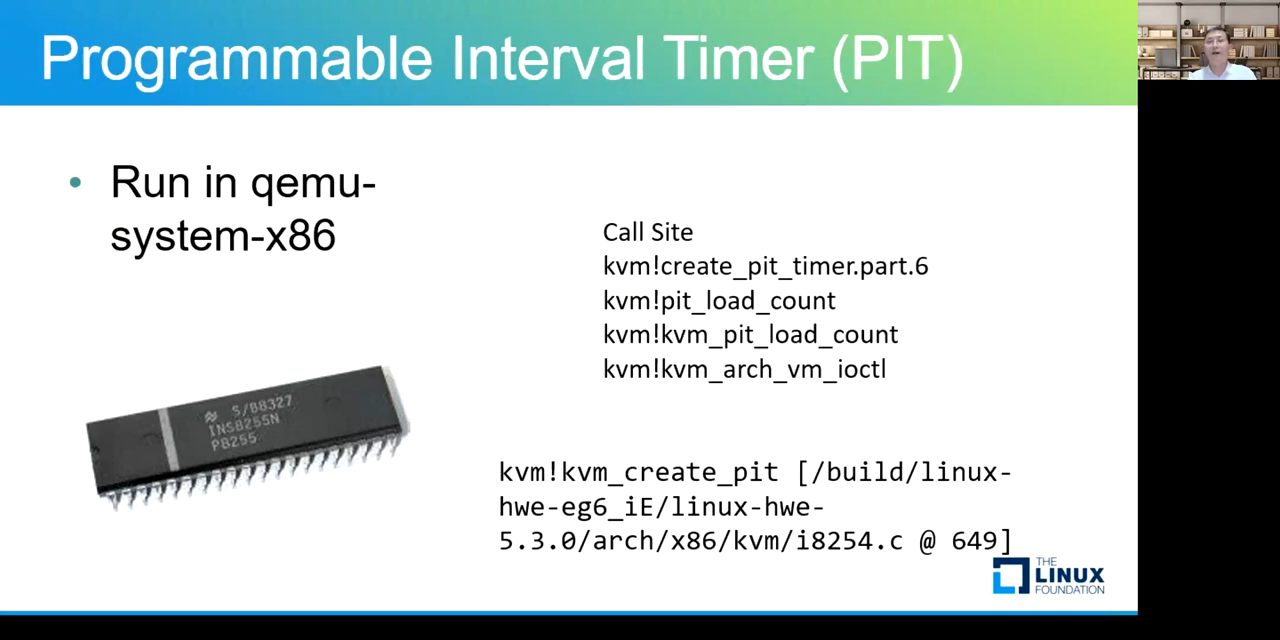 Programmable Interval Timer (PIT)
• Run in qemu-
system-x86
Call Site
kvm!create_pit_timer.part.6
kvm!pit_load_count
kvm!kvm_pit_load_count
kvm!kvm_arch_vm_ioctl
S/B8327
INS8255N
P8255
kvm!kvm_create_pit [/build/linux-
hwe-eg6_iE/linux-hwe-
5.3.0/arch/x86/kvm/i8254.c @ 649]
THE
LINUX
FOUNDATION